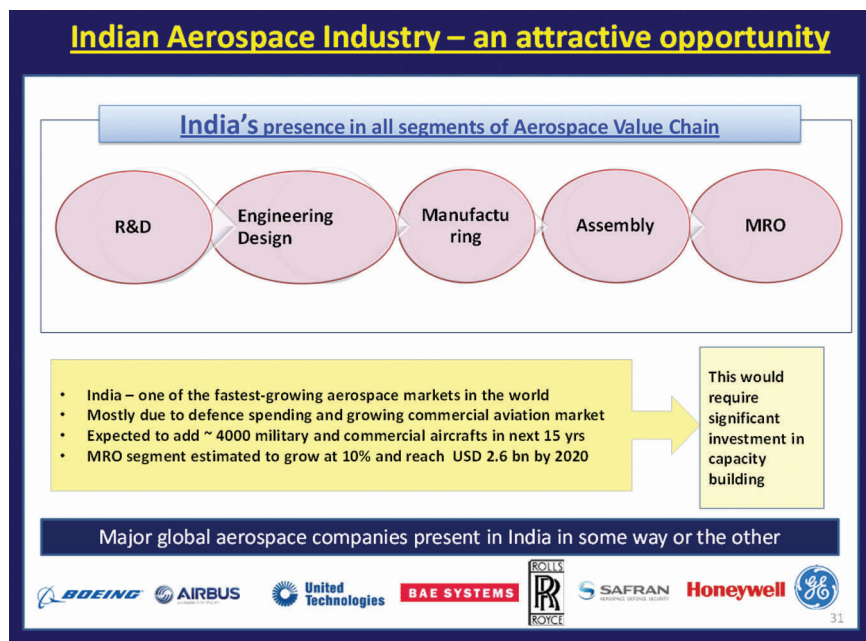 Indian Aerospace Industry – an attractive opportunity
India's presence in all segments of Aerospace Value Chain
R&D
Engineering
Design
Manufactu
ring
Assembly
MRO
• India – one of the fastest-growing aerospace markets in the world
• Mostly due to defence spending and growing commercial aviation market
• Expected to add ~ 4000 military and commercial aircrafts in next 15 yrs
• MRO segment estimated to grow at 10% and reach USD 2.6 bn by 2020
This would
require
significant
investment in
capacity
building
Major global aerospace companies present in India in some way or the other
BOEING
AIRBUS
United
Technologies
BAE SYSTEMS
ROLLS
RR
ROYCE
SAFRAN
AEROSPACE DEFENCE SECURITY
Honeywell
GE
31